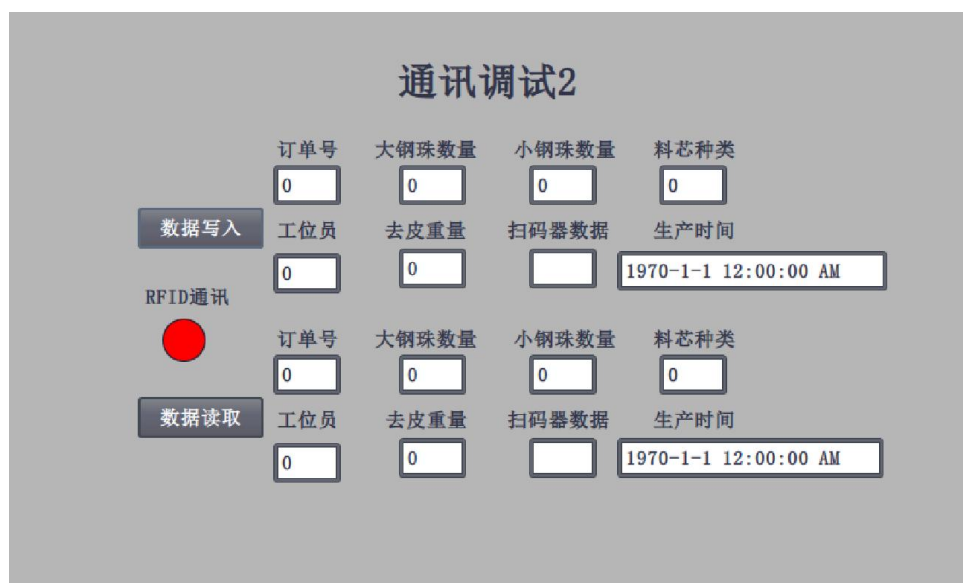 通讯调试2
订单号 大钢珠数量 小钢珠数量 料芯种类
0 0 0 0
数据写入 工位员 去皮重量 扫码器数据 生产时间
0 0 1970-1-1 12:00:00 AM
RFID通讯
订单号 大钢珠数量 小钢珠数量 料芯种类
0 0 0 0
数据读取 工位员 去皮重量 扫码器数据 生产时间
0 0 1970-1-1 12:00:00 AM